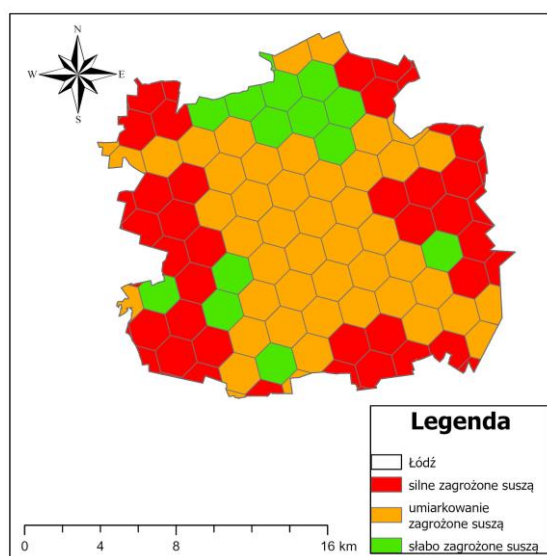 N
W E
S
Legenda
Łódź
silne zagrożone suszą
umiarkowanie
zagrożone suszą
słabo zagrożone suszą
0 4 8 16 km